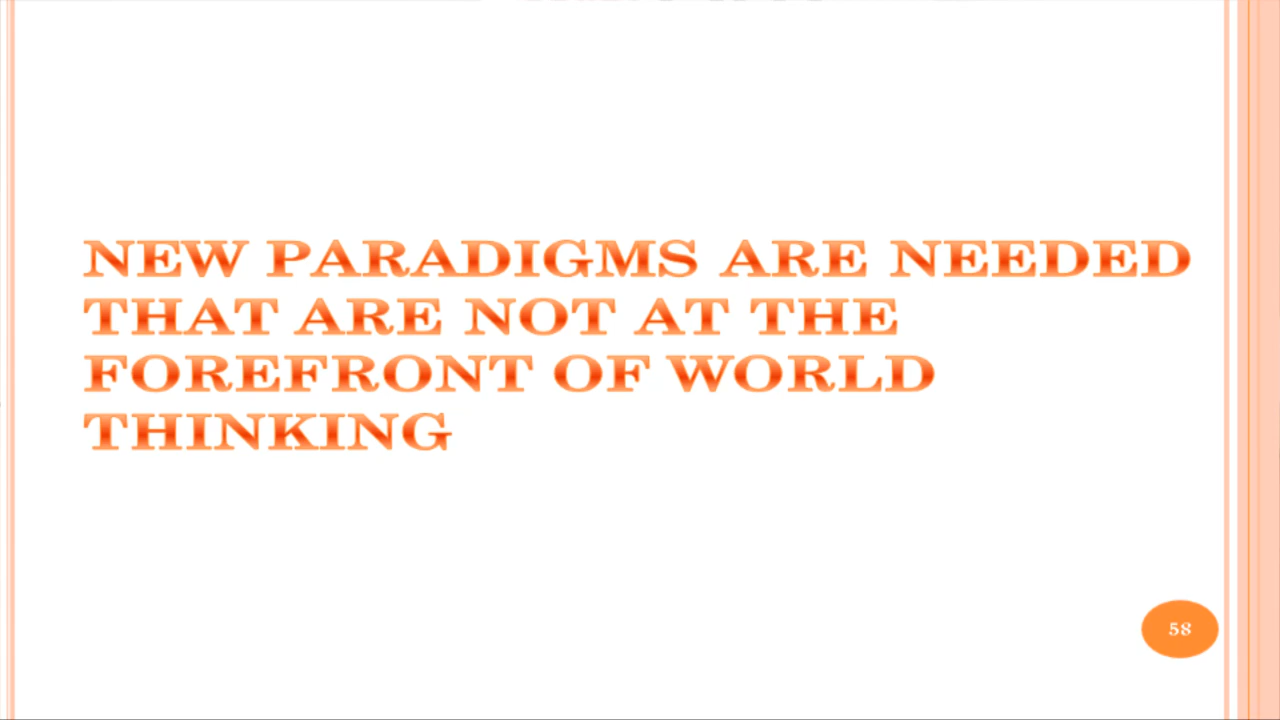 NEW PARADIGMS ARE NEEDED
THAT ARE NOT AT THE
FOREFRONT OF WORLD
THINKING
58